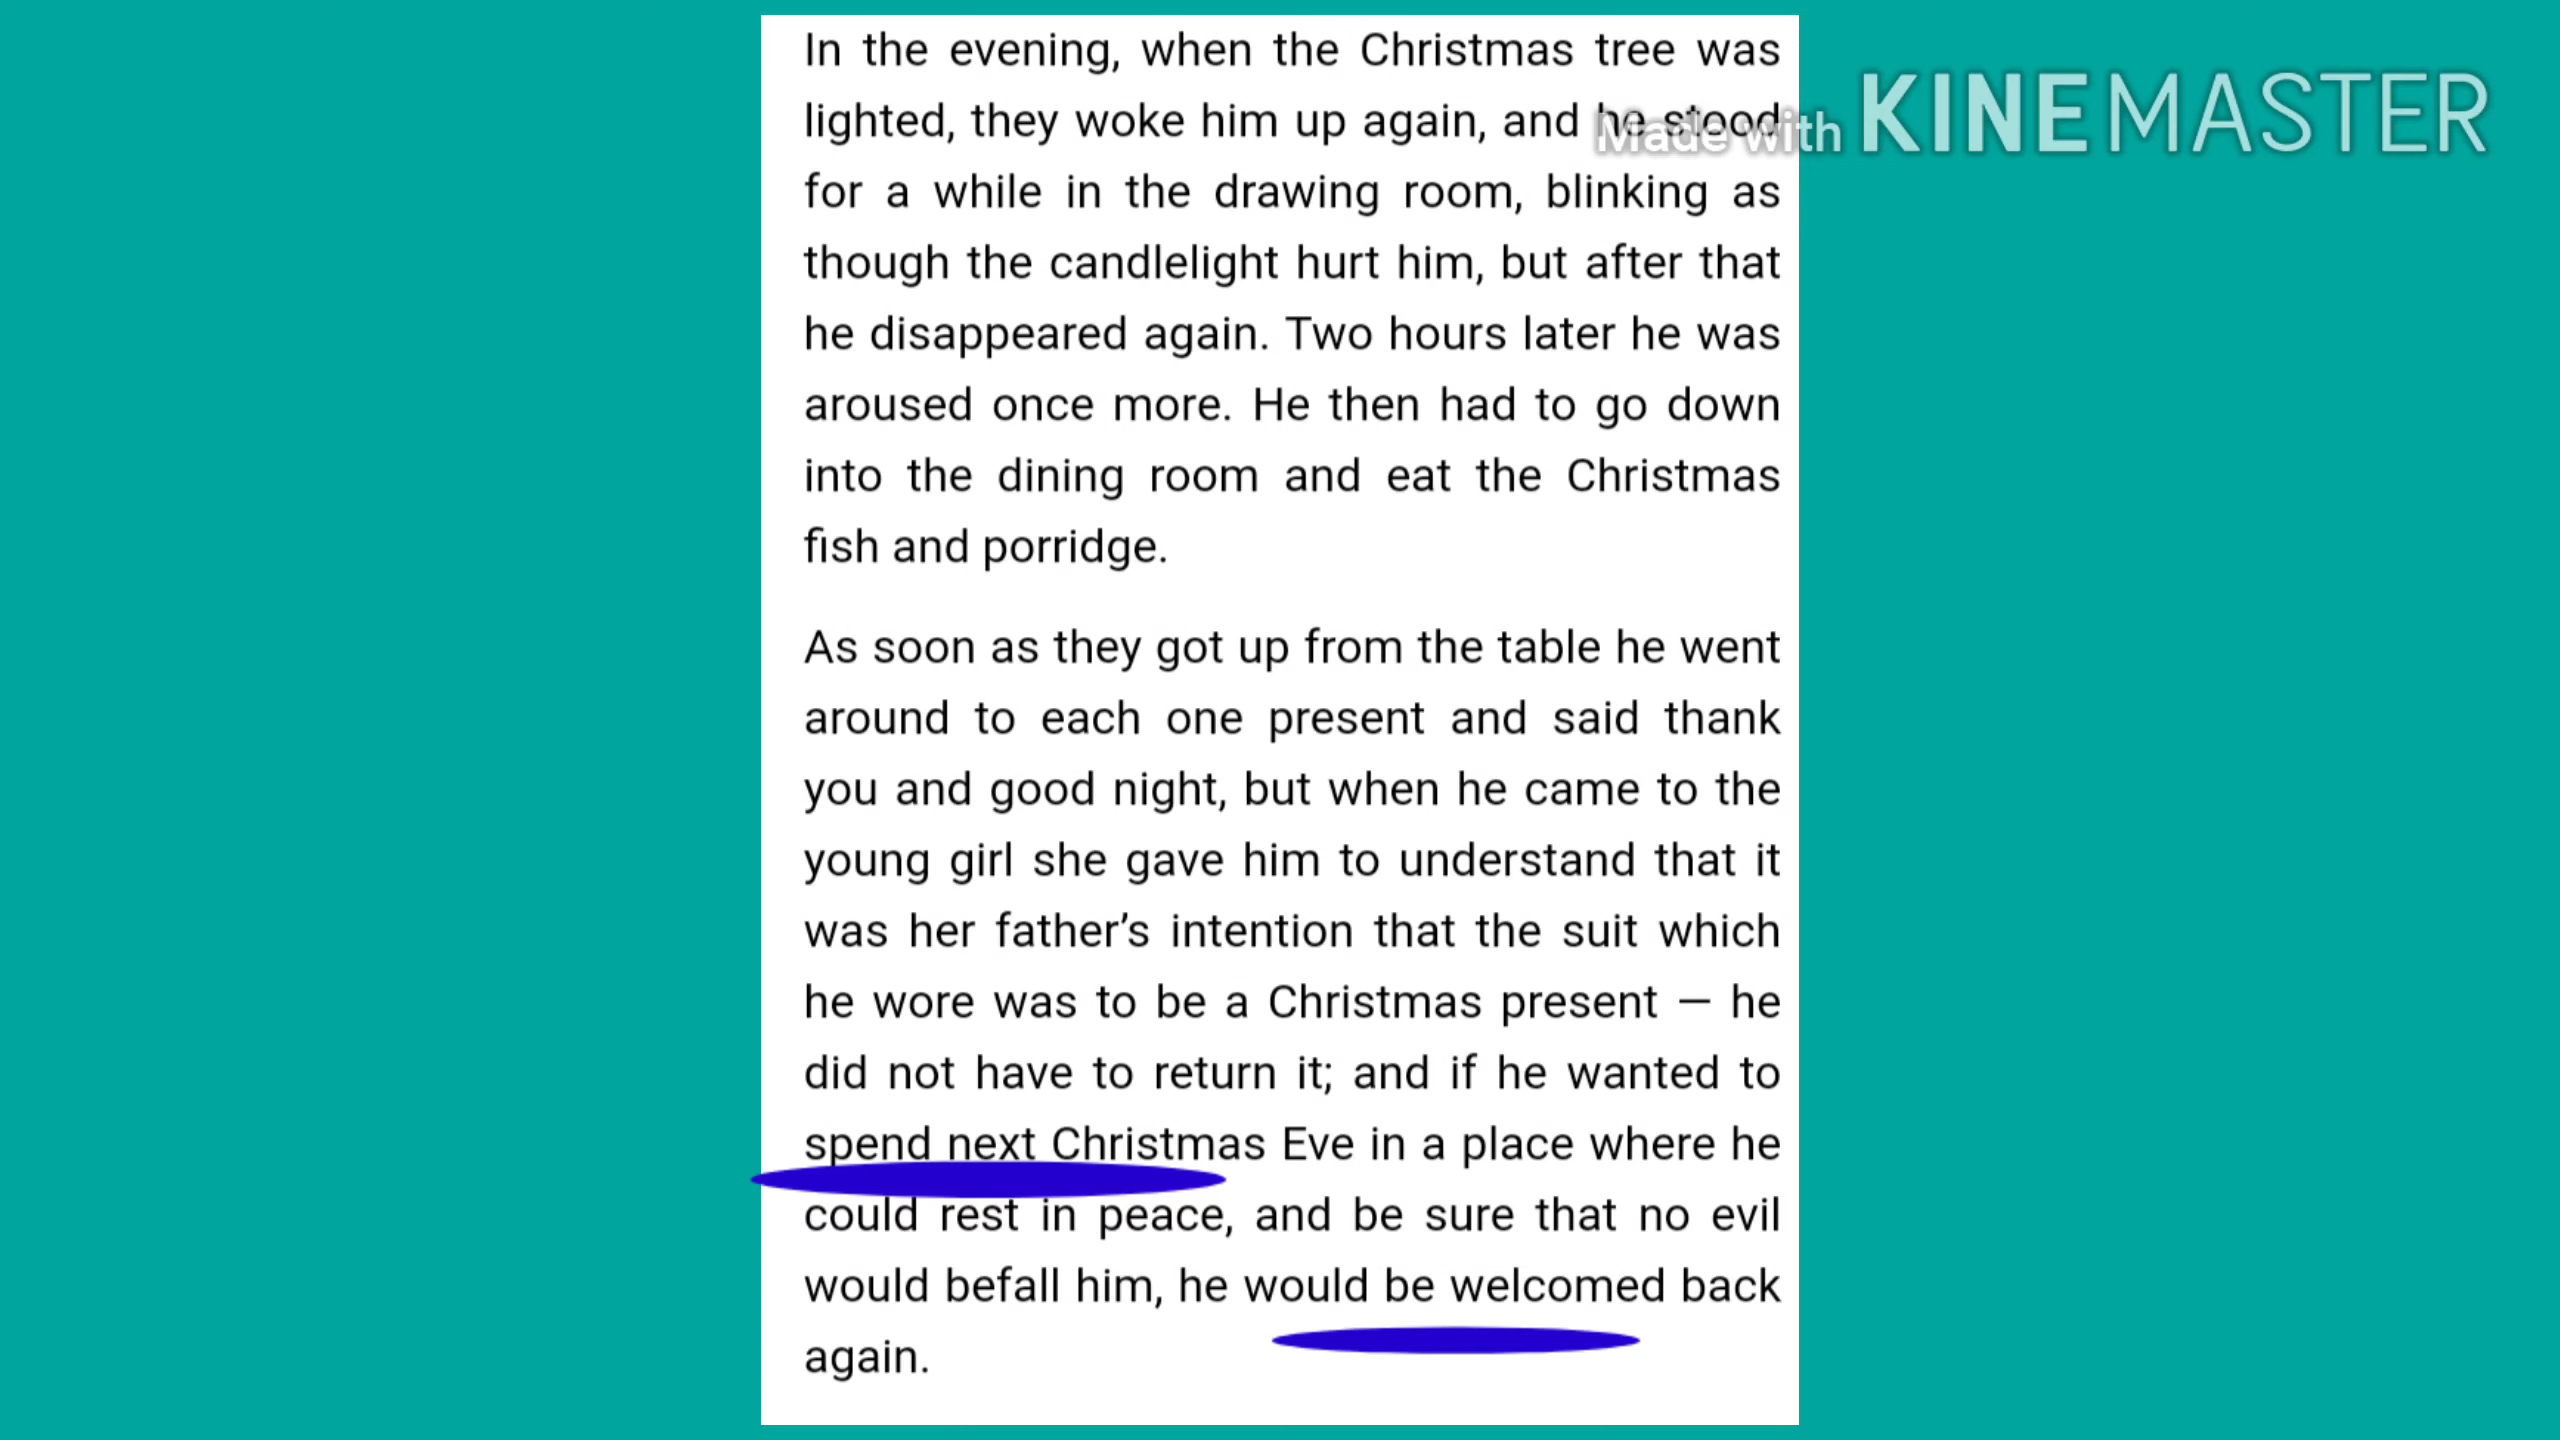 In the evening, when the Christmas tree was
lighted, they woke him up again, and he stood
Made with KINEMASTER
for a while in the drawing room, blinking as
though the candlelight hurt him, but after that
he disappeared again. Two hours later he was
aroused once more. He then had to go down
into the dining room and eat the Christmas
fish and porridge.
As soon as they got up from the table he went
around to each one present and said thank
you and good night, but when he came to the
young girl she gave him to understand that it
was her father’s intention that the suit which
he wore was to be a Christmas present — he
did not have to return it; and if he wanted to
spend next Christmas Eve in a place where he
could rest in peace, and be sure that no evil
would befall him, he would be welcomed back
again.